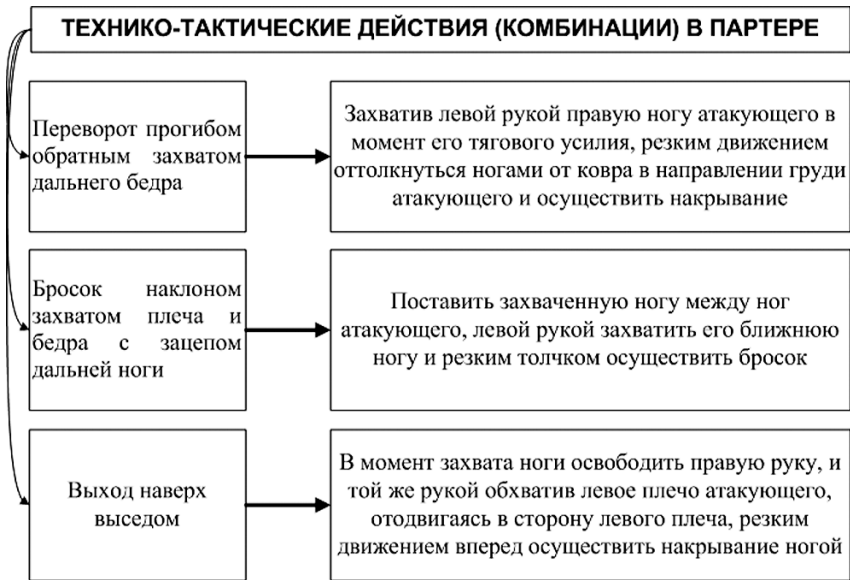 ТЕХНИКО-ТАКТИЧЕСКИЕ ДЕЙСТВИЯ (КОМБИНАЦИИ) В ПАРТЕРЕ
Переворот прогибом
обратным захватом
дальнего бедра
Захватив левой рукой правую ногу атакующего в
момент его тягового усилия, резким движением
оттолкнуться ногами от ковра в направлении груди
атакующего и осуществить накрывание
Бросок наклоном
захватом плеча и
бедра с зацепом
дальней ноги
Поставить захваченную ногу между ног
атакующего, левой рукой захватить его ближнюю
ногу и резким толчком осуществить бросок
Выход наверх
выседом
В момент захвата ноги освободить правую руку, и
той же рукой обхватив левое плечо атакующего,
отодвигаясь в сторону левого плеча, резким
движением вперед осуществить накрывание ногой